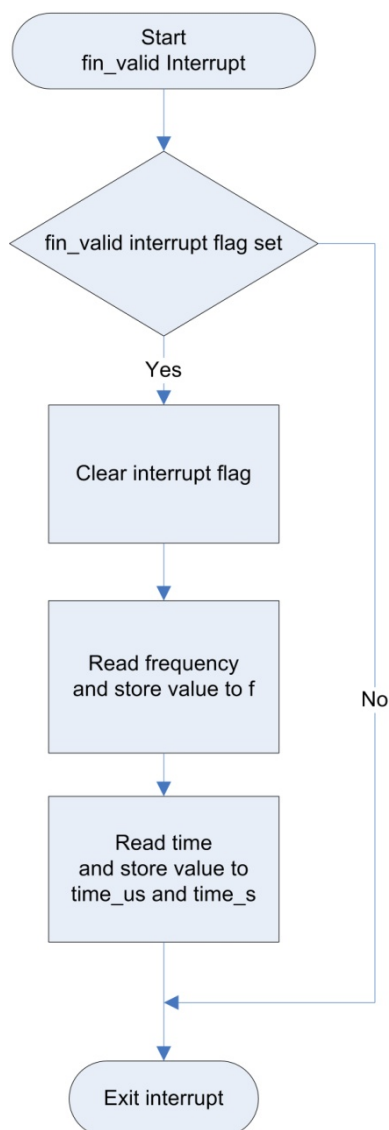 Start
fin_valid Interrupt
fin_valid interrupt flag set
Yes
Clear interrupt flag
Read frequency
and store value to f
No
Read time
and store value to
time_us and time_s
Exit interrupt